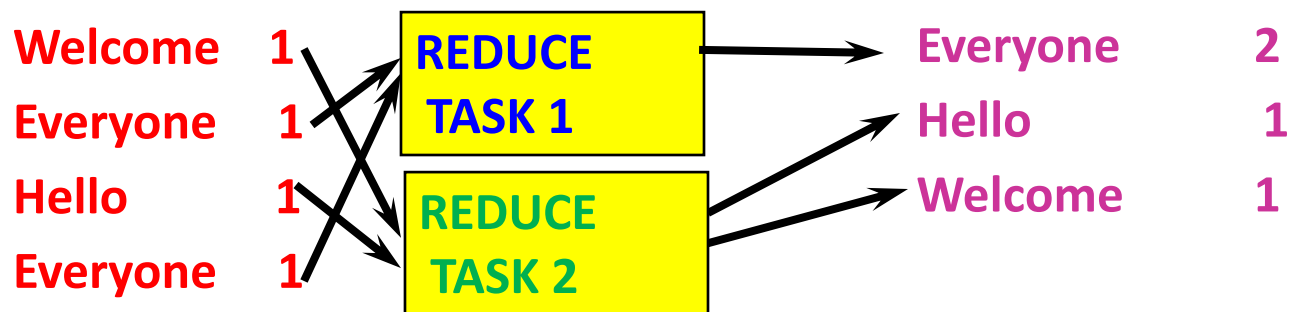 Welcome 1
Everyone 1
Hello 1
Everyone 1
REDUCE
TASK 1
REDUCE
TASK 2
Everyone 2
Hello 1
Welcome 1